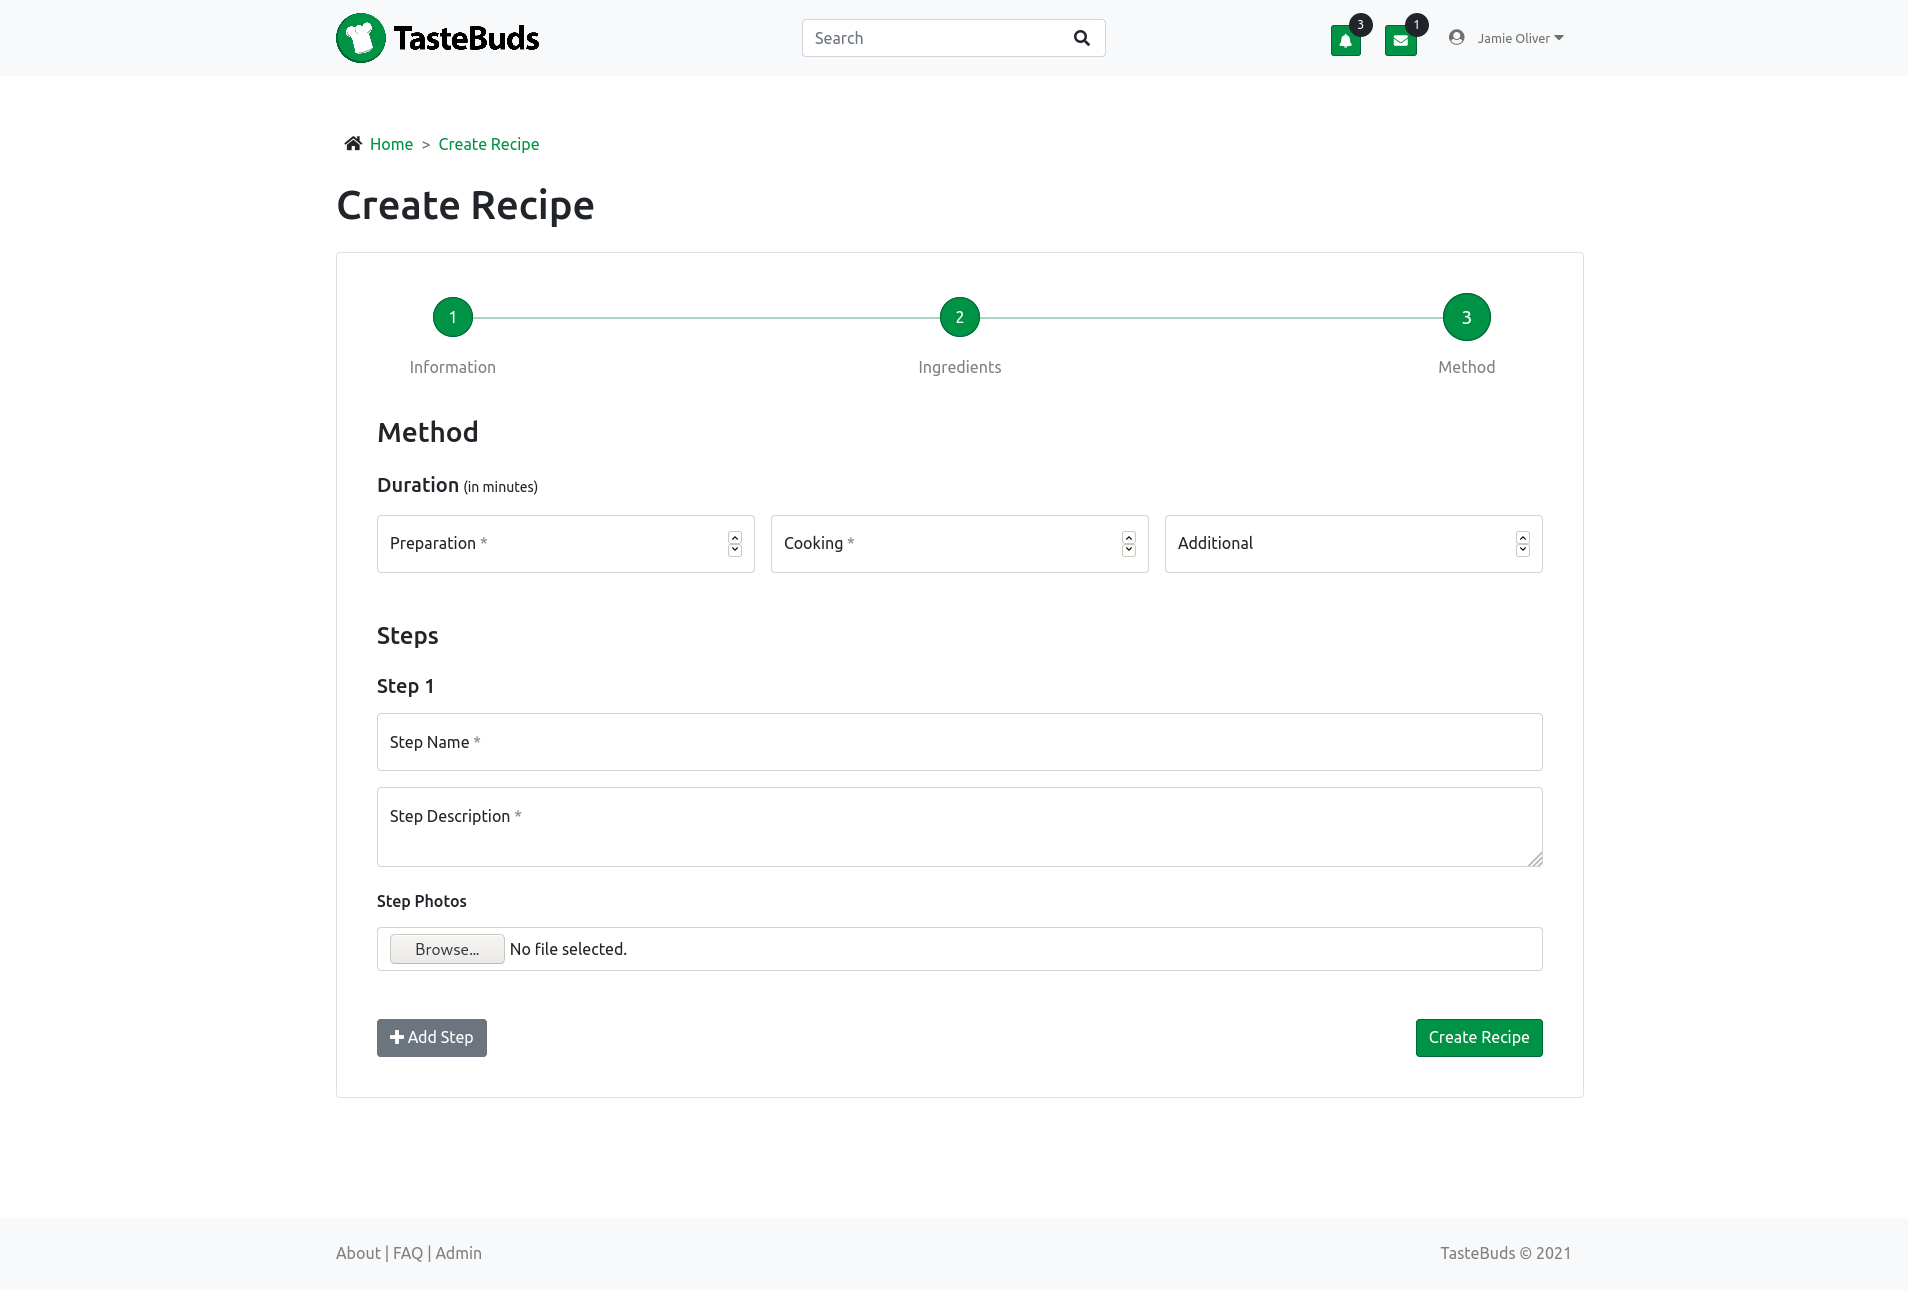 TasteBuds
Search
3
1
Jamie Oliver
Home > Create Recipe
Create Recipe
1
2
3
Information
Ingredients
Method
Method
Duration (in minutes)
Preparation *
Cooking *
Additional
Steps
Step 1
Step Name *
Step Description *
Step Photos
Browse... No file selected.
Add Step
Create Recipe
About | FAQ | Admin
TasteBuds © 2021